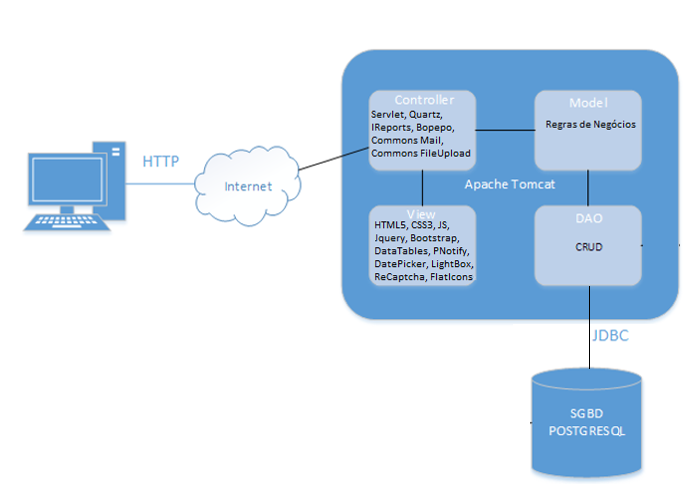 HTTP
Internet
Controller
Servlet, Quartz,
IReports, Bopepo,
Commons Mail,
Commons FileUpload
Model
Regras de Negócios
Apache Tomcat
View
HTML5, CSS3, JS,
Jquery, Bootstrap,
DataTables, PNotify,
DatePicker, LightBox,
ReCaptcha, FlatIcons
DAO
CRUD
JDBC
SGBD
POSTGRESQL